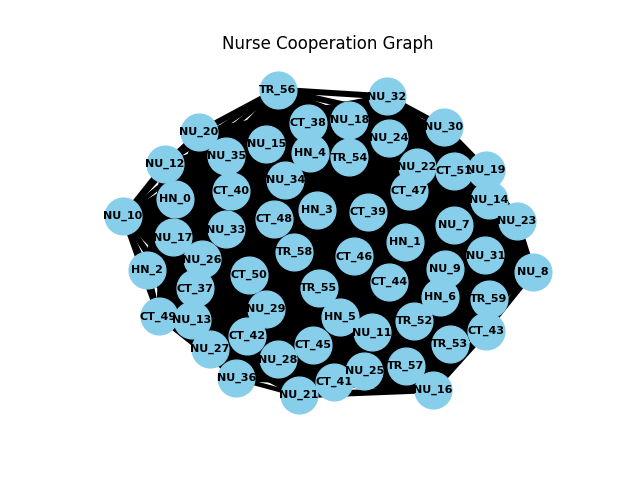 Nurse Cooperation Graph
TR_56
NU_32
CT_38
NU_18
NU_30
NU_20
NU_24
NU_15
HN_4
TR_54
NU_35
NU_12
NU_22
CT_51
NU_19
NU_34
CT_40
CT_47
HN_0
NU_14
HN_3
CT_39
NU_10
CT_48
NU_23
NU_7
NU_33
NU_17
HN_1
TR_58
CT_46
NU_31
NU_26
HN_2
NU_9
NU_8
CT_50
CT_44
CT_37
TR_55
HN_6
TR_59
NU_29
CT_49
NU_13
HN_5
TR_52
NU_11
CT_43
CT_42
CT_45
TR_53
NU_27
NU_28
TR_57
NU_25
NU_36
CT_41
NU_16
NU_21